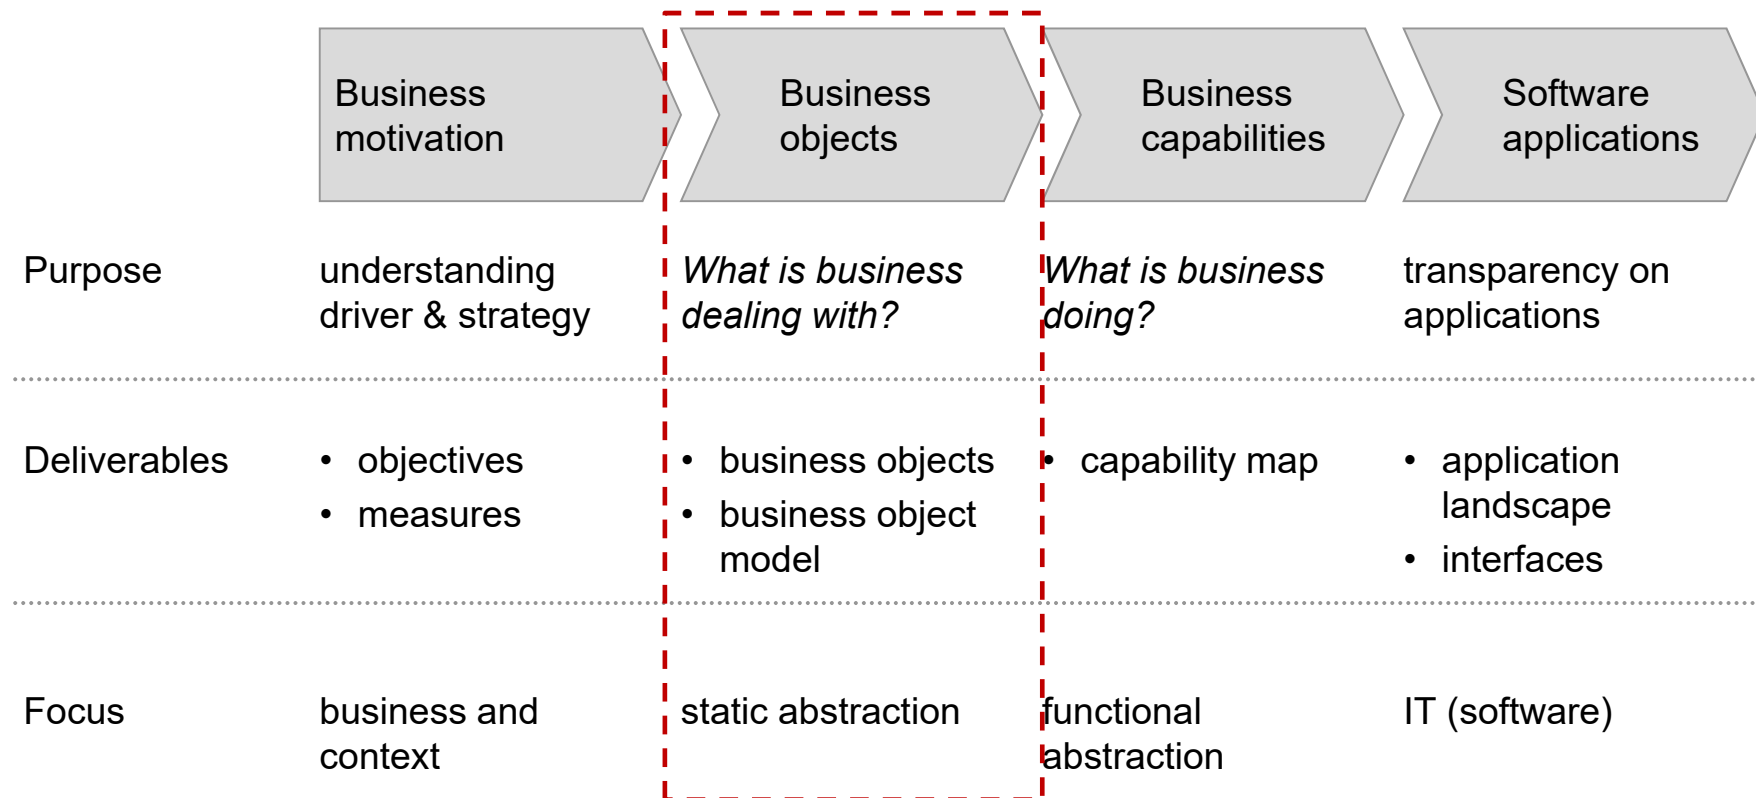 Business
motivation
Business
objects
Business
capabilities
Software
applications
Purpose
understanding
driver & strategy
What is business
dealing with?
What is business
doing?
transparency on
applications
Deliverables
• objectives
• measures
• business objects
• business object
model
• capability map
• application
landscape
• interfaces
Focus
business and
context
static abstraction
functional
abstraction
IT (software)